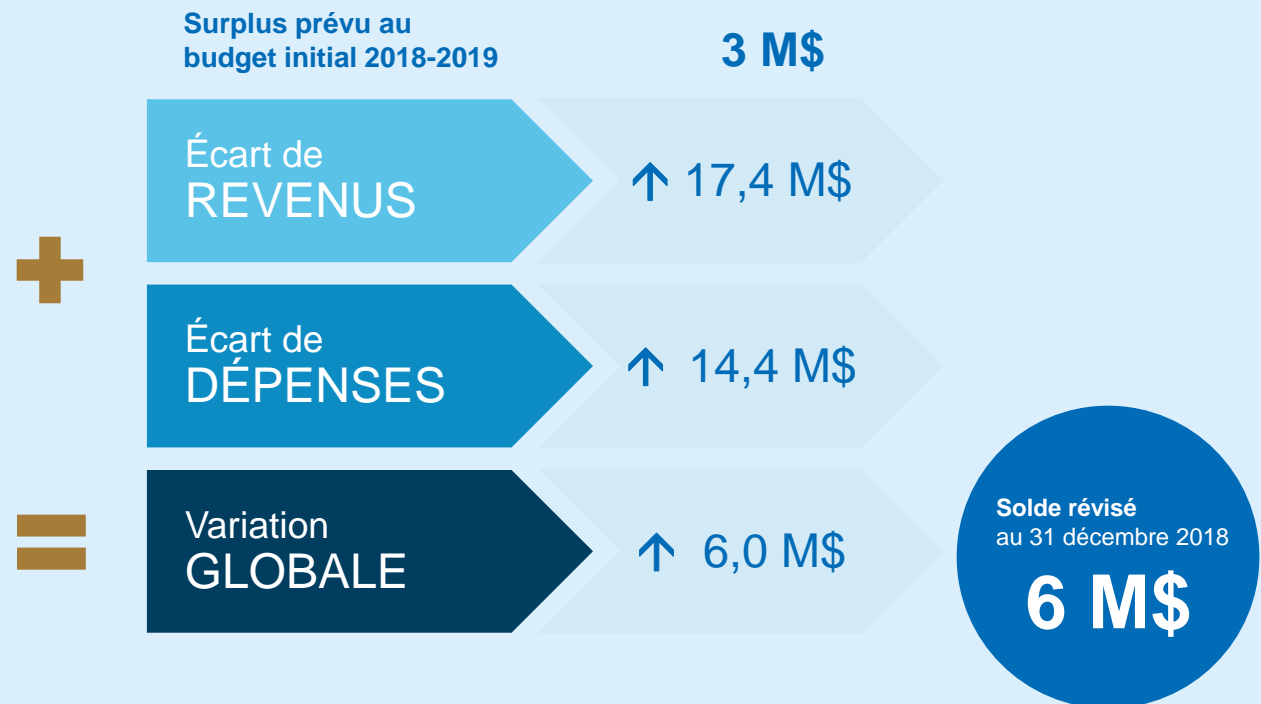 Surplus prévu au
budget initial 2018-2019
3 M$
Écart de
REVENUS
↑ 17,4 M$
Écart de
DÉPENSES
↑ 14,4 M$
Variation
GLOBALE
↑ 6,0 M$
Solde révisé
au 31 décembre 2018
6 M$